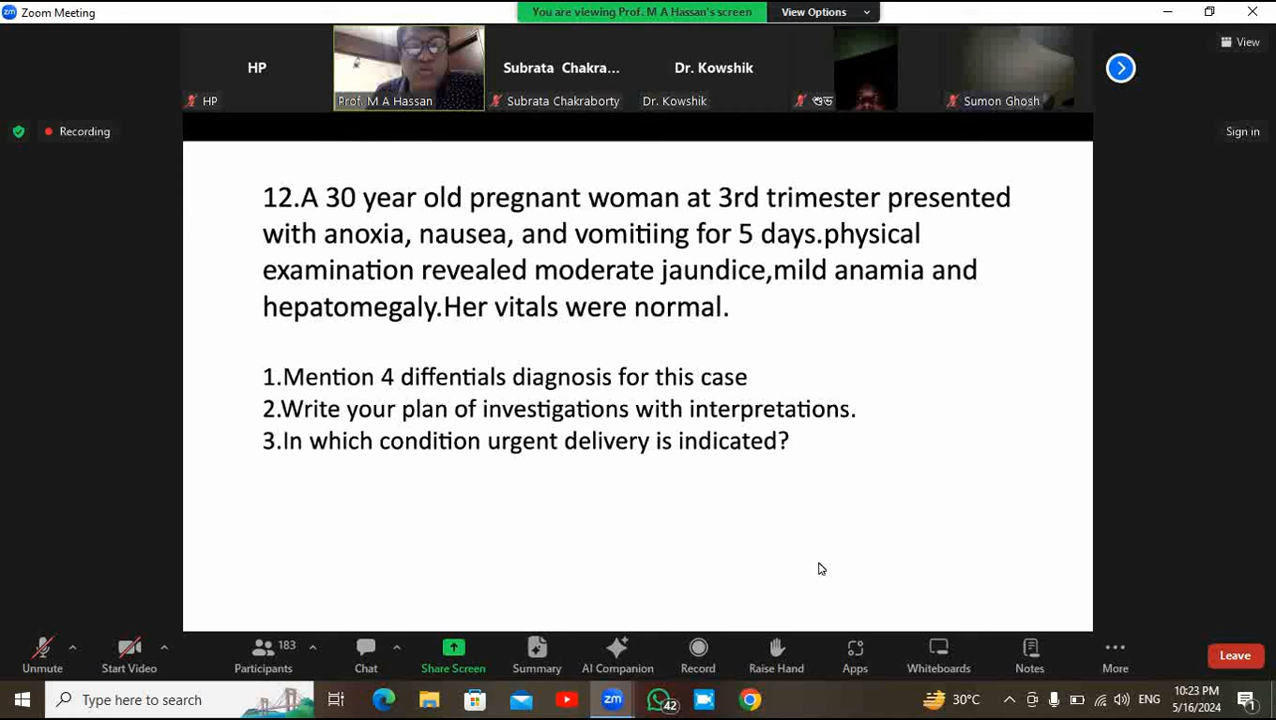 Zoom Meeting
You are viewing Prof. M A Hassan's screen
View Options
View
HP
Subrata Chakra...
Dr. Kowshik
HP
Prof. M A Hassan
Subrata Chakraborty
Dr. Kowshik
শুভ
Sumon Ghosh
Recording
Sign in
12.A 30 year old pregnant woman at 3rd trimester presented
with anoxia, nausea, and vomitiing for 5 days.physical
examination revealed moderate jaundice,mild anamia and
hepatomegaly.Her vitals were normal.
1.Mention 4 diffentials diagnosis for this case
2.Write your plan of investigations with interpretations.
3.In which condition urgent delivery is indicated?
183
Unmute
Start Video
Participants
Chat
Share Screen
Summary
AI Companion
Record
Raise Hand
Apps
Whiteboards
Notes
More
Leave
Type here to search
zm
42
30°C
ENG
10:23 PM
5/16/2024
1